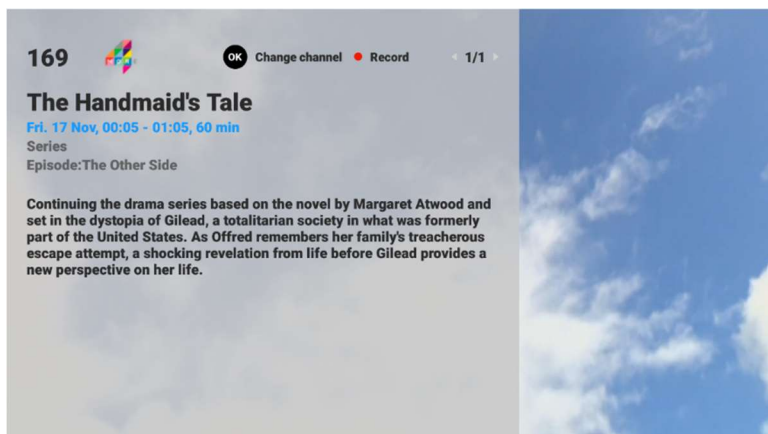 169
OK Change channel Record 1/1
The Handmaid's Tale
Fri. 17 Nov, 00:05 - 01:05, 60 min
Series
Episode:The Other Side
Continuing the drama series based on the novel by Margaret Atwood and
set in the dystopia of Gilead, a totalitarian society in what was formerly
part of the United States. As Offred remembers her family's treacherous
escape attempt, a shocking revelation from life before Gilead provides a
new perspective on her life.